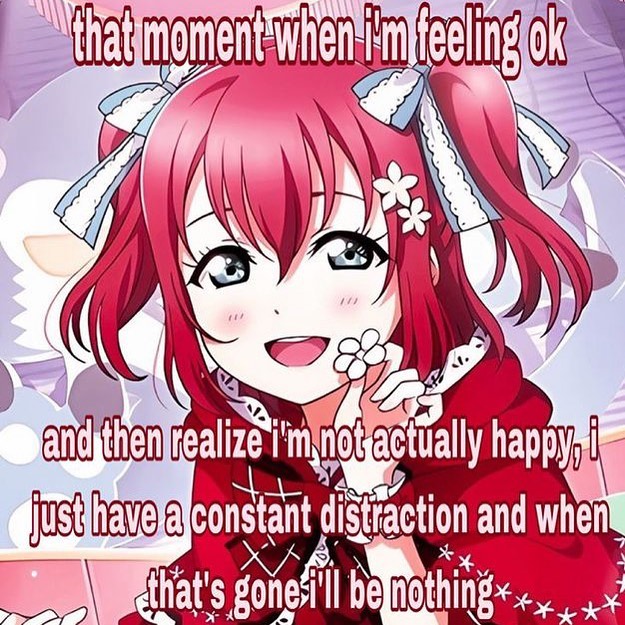 that moment when i'm feeling ok
and then realize i'm not actually happy, i
just have a constant distraction and when
that's gone i'll be nothing